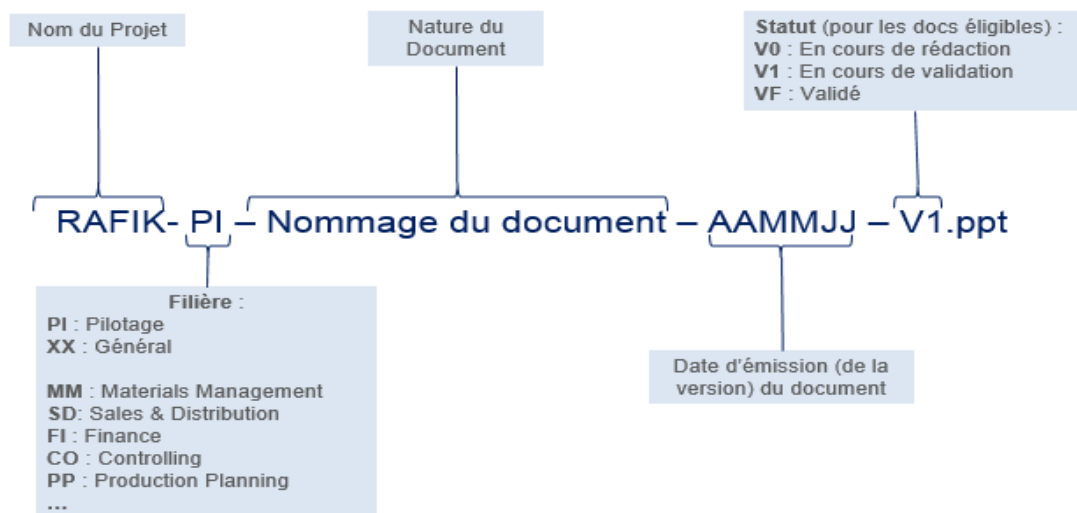 Nom du Projet
Nature du
Document
Statut (pour les docs éligibles) :
V0 : En cours de rédaction
V1 : En cours de validation
VF : Validé
RAFIK- PI – Nommage du document – AAMMJJ – V1.ppt
Filière :
PI : Pilotage
XX : Général
MM : Materials Management
SD: Sales & Distribution
FI : Finance
CO : Controlling
PP : Production Planning
...
Date d'émission (de la
version) du document